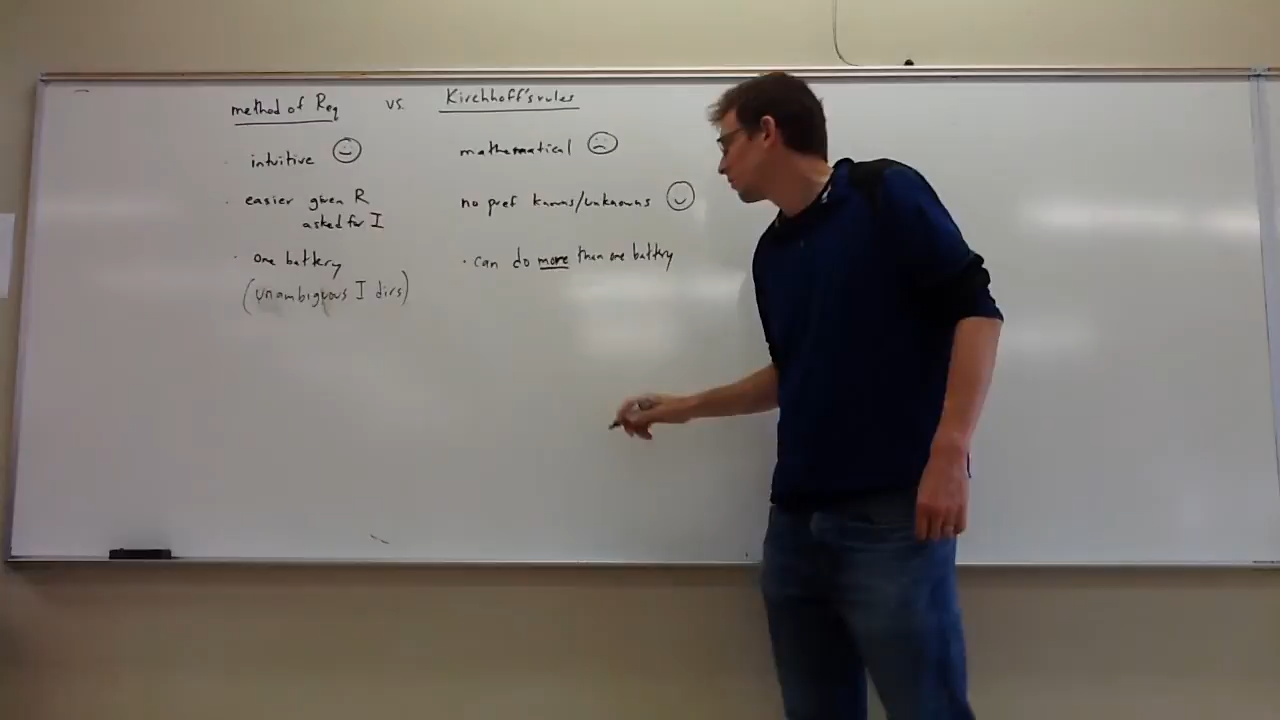 method of Req vs. Kirchhoff's rules
intuitive mathematical
easier given R no pref knowns/unknowns
asked for I
· one battery · can do more than one battery
(unambiguous I dirs)